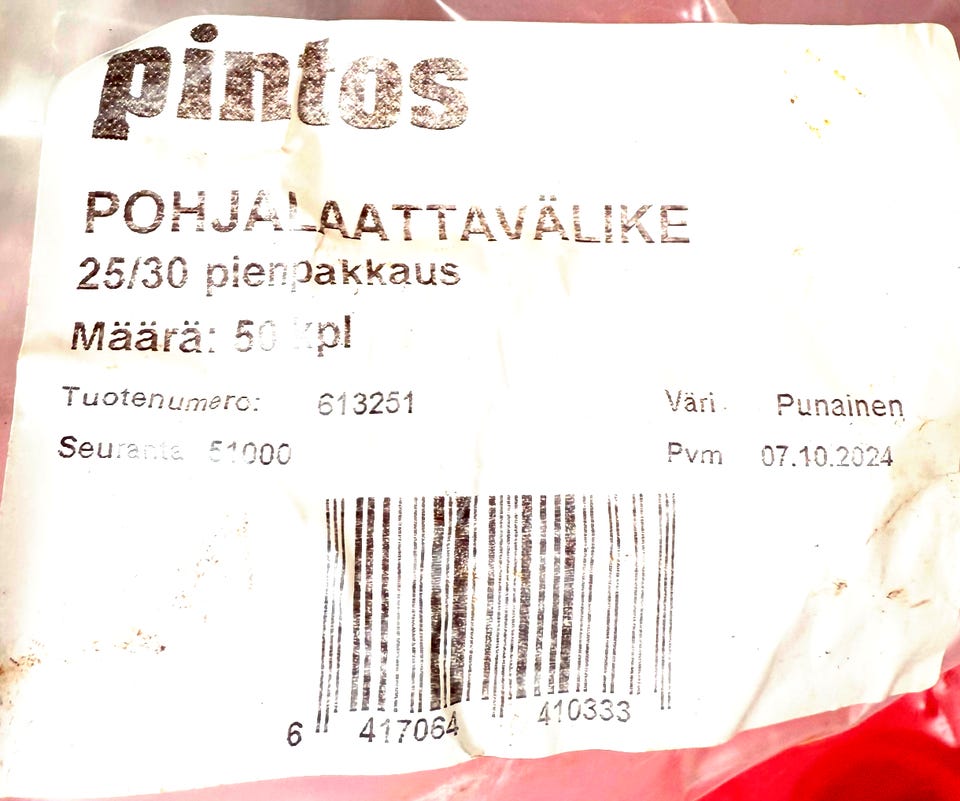 pintos
POHJALAATTAVÄLIKE
25/30 pienpakkaus
Määrä: 50 kpl
Tuotenumero: 613251
Väri: Punainen
Seuranta 51000
Pvm 07.10.2024
6 417064 410333